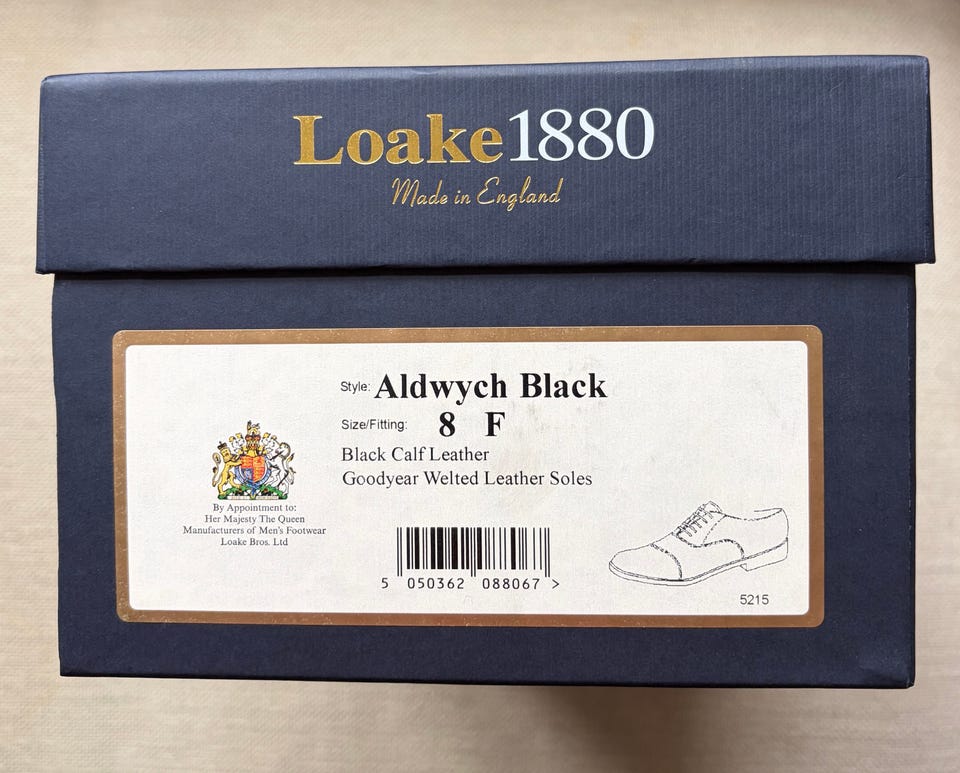 Loake1880
Made in England
Style: Aldwych Black
Size/Fitting: 8 F
Black Calf Leather
Goodyear Welted Leather Soles
By Appointment to:
Her Majesty The Queen
Manufacturers of Men's Footwear
Loake Bros. Ltd
5 050362 088067 >
5215